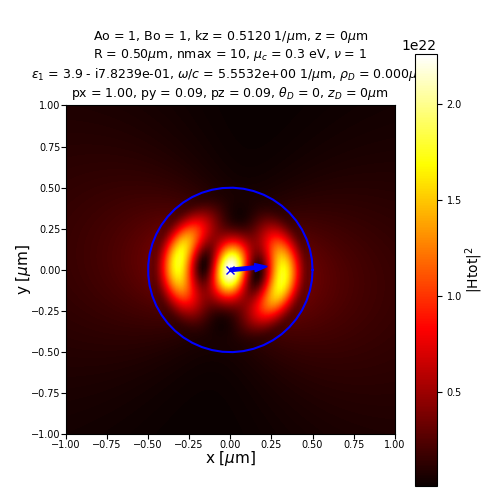 Ao = 1, Bo = 1, kz = 0.5120 1/μm, z = 0μm
R = 0.50μm, nmax = 10, μ_c = 0.3 eV, ν = 1
ε₁ = 3.9 - i7.8239e-01, ω/c = 5.5532e+00 1/μm, ρ_D = 0.000μ
px = 1.00, py = 0.09, pz = 0.09, θ_D = 0, z_D = 0μm
1e22
1.00
0.75
0.50
0.25
0.00
−0.25
−0.50
−0.75
−1.00
y [μm]
−1.00 −0.75 −0.50 −0.25 0.00 0.25 0.50 0.75 1.00
x [μm]
2.0
1.5
1.0
0.5
|Htot|²